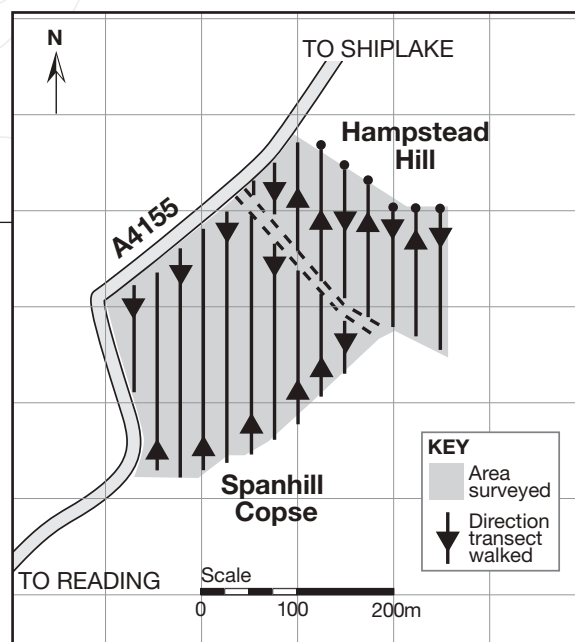 N
TO SHIPLAKE
Hampstead
Hill
A4155
KEY
Area
surveyed
Direction
transect
walked
Spanhill
Copse
TO READING
Scale
0 100 200m